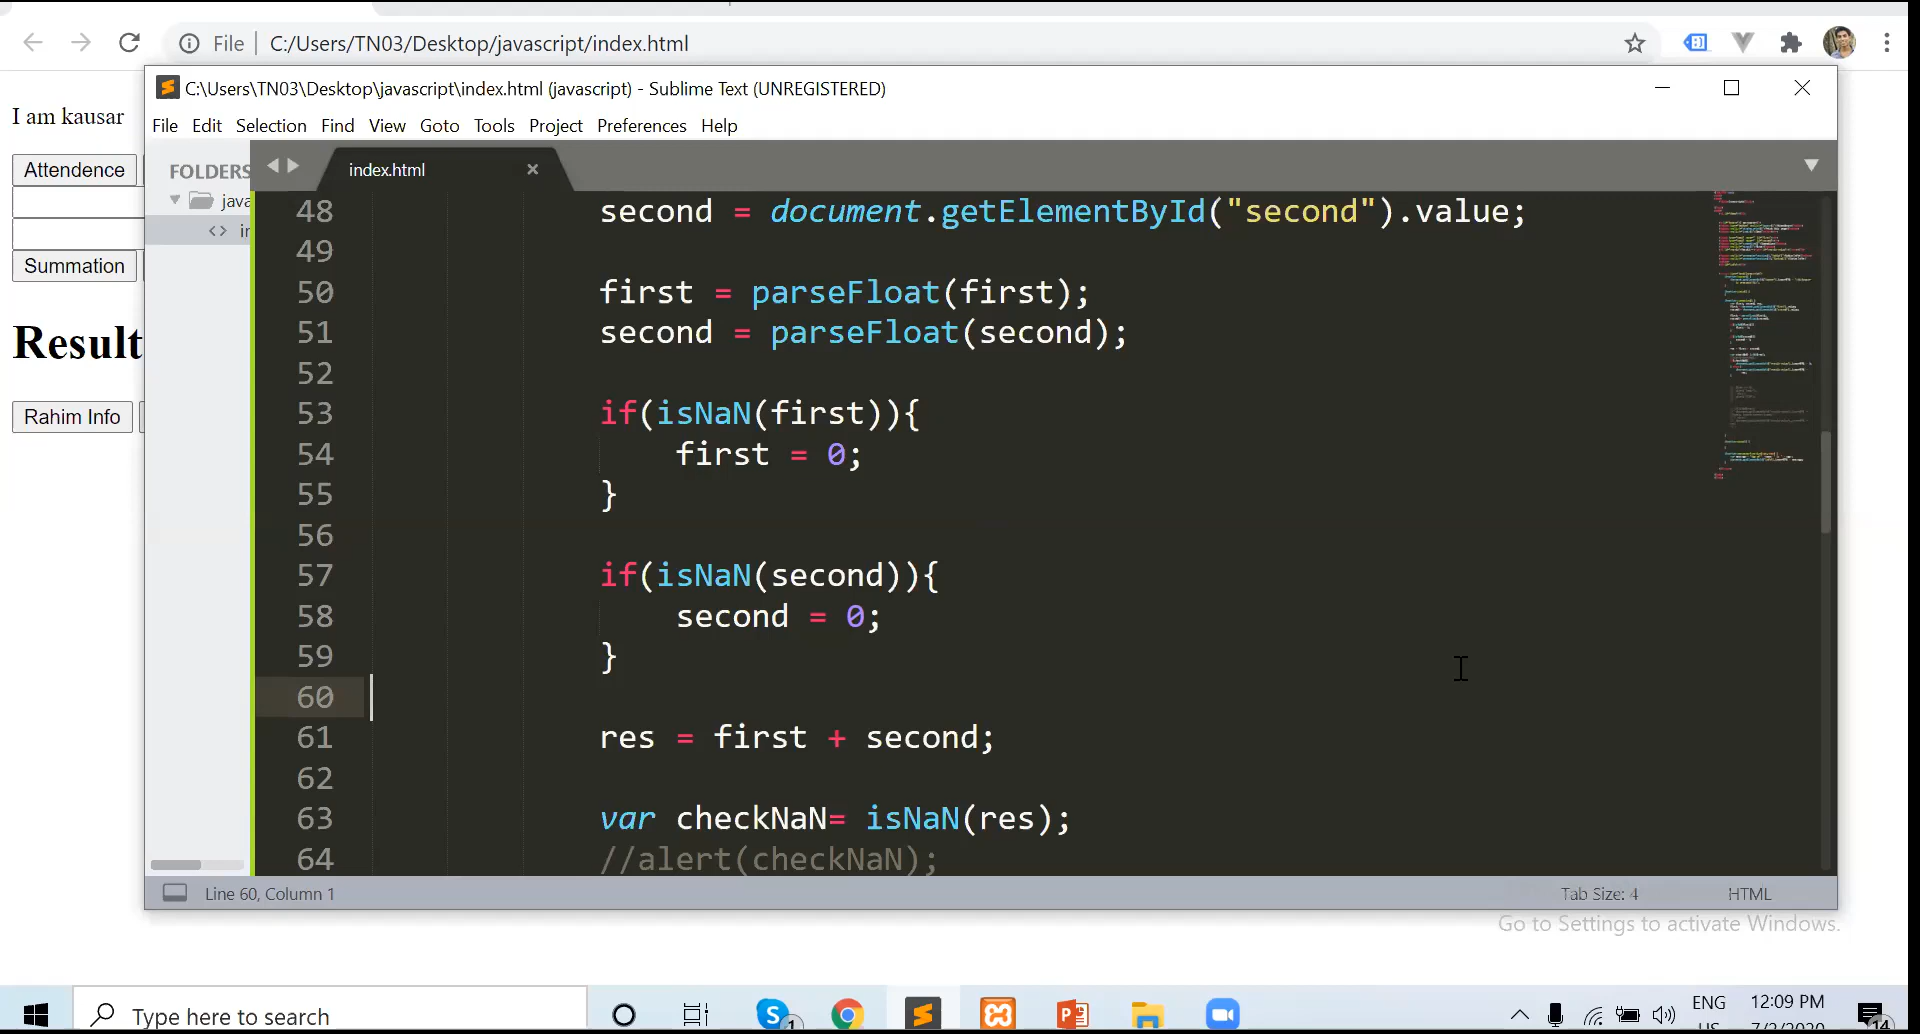 File C:/Users/TN03/Desktop/javascript/index.html
C:\Users\TN03\Desktop\javascript\index.html (javascript) - Sublime Text (UNREGISTERED)
File Edit Selection Find View Goto Tools Project Preferences Help
I am kausar
Attendence
Summation
Result
Rahim Info
FOLDERS
java
index.html
48 second = document.getElementById("second").value;
49
50 first = parseFloat(first);
51 second = parseFloat(second);
52
53 if(isNaN(first)){
54 first = 0;
55 }
56
57 if(isNaN(second)){
58 second = 0;
59 }
60
61 res = first + second;
62
63 var checkNaN= isNaN(res);
64 //alert(checkNaN);
Line 60, Column 1
Tab Size: 4
HTML
Go to Settings to activate Windows.
Type here to search
ENG
12:09 PM